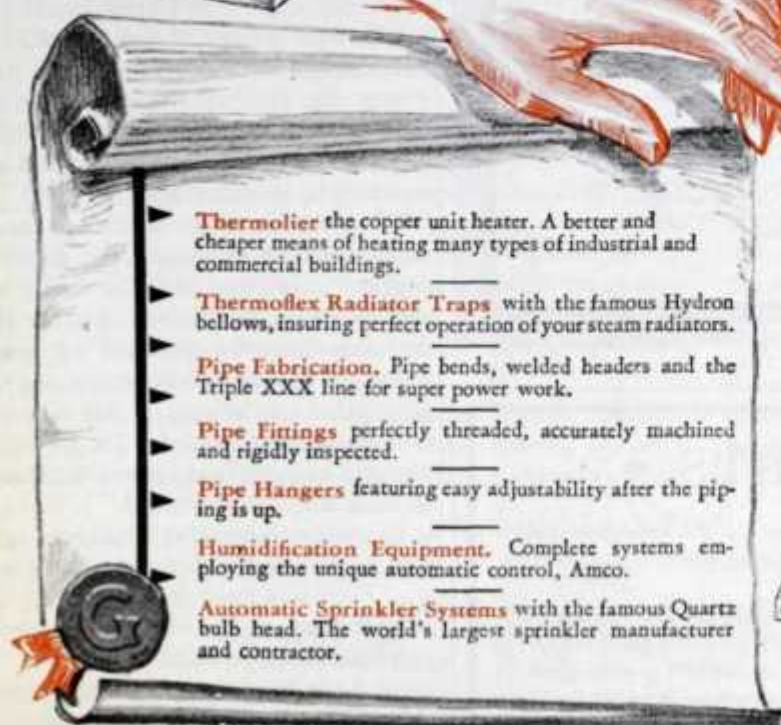 Thermolier the copper unit heater. A better and
cheaper means of heating many types of industrial and
commercial buildings.
Thermoflex Radiator Traps with the famous Hydron
bellows, insuring perfect operation of your steam radiators.
Pipe Fabrication. Pipe bends, welded headers and the
Triple XXX line for super power work.
Pipe Fittings perfectly threaded, accurately machined
and rigidly inspected.
Pipe Hangers featuring easy adjustability after the pip-
ing is up.
Humidification Equipment. Complete systems em-
ploying the unique automatic control, Amco.
Automatic Sprinkler Systems with the famous Quartz
bulb head. The world's largest sprinkler manufacturer
and contractor.
G